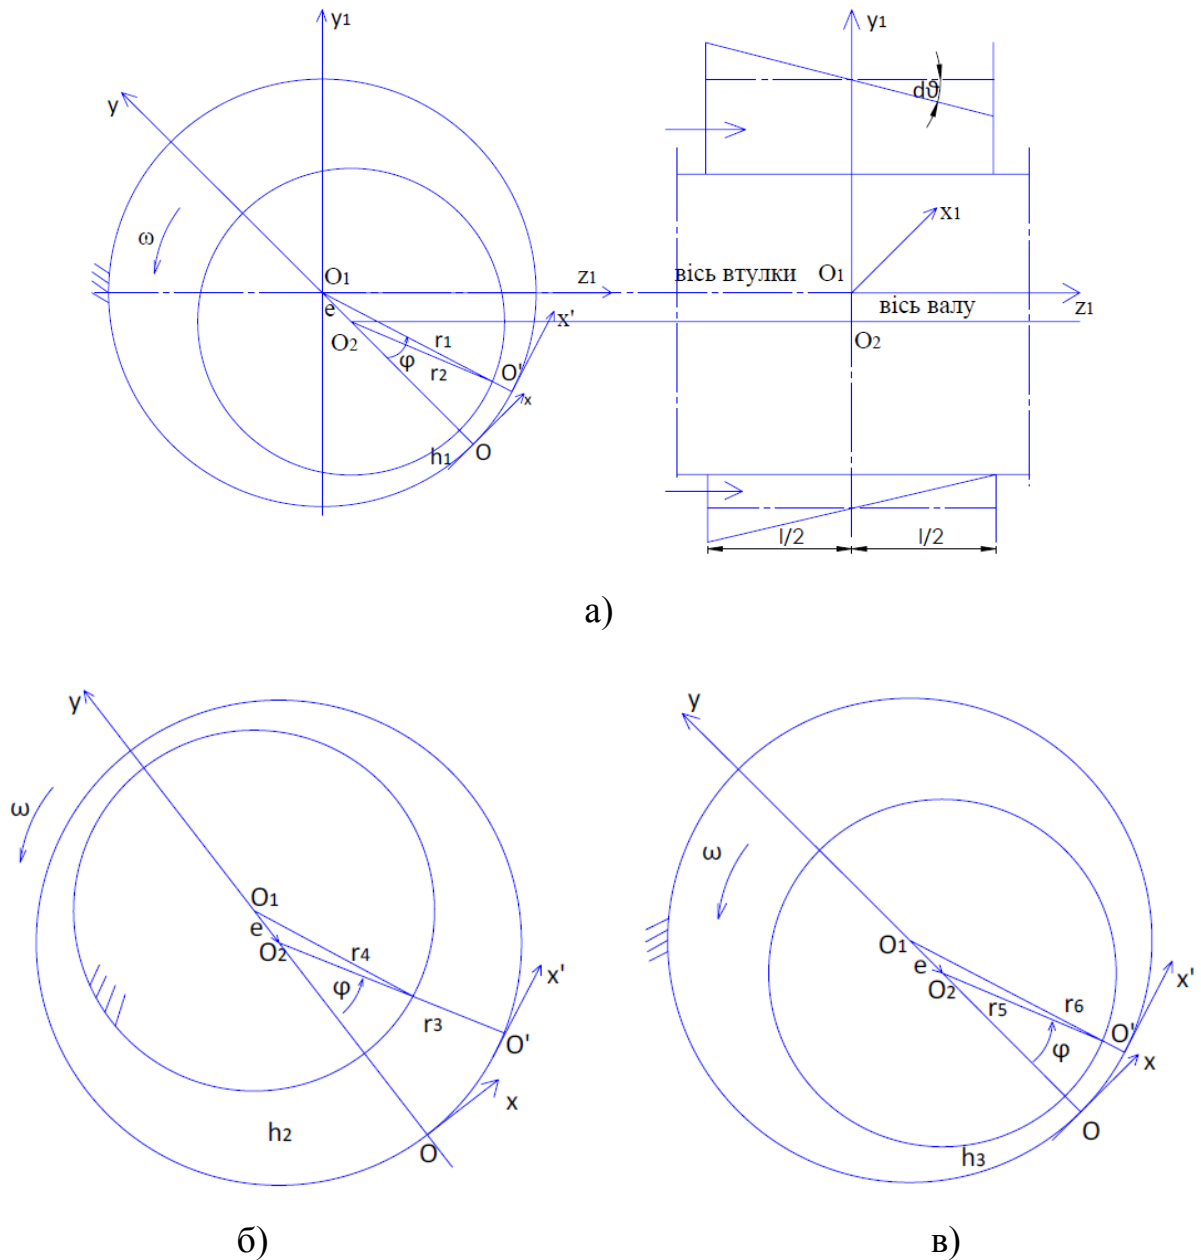 y₁
y
ω
O₁
z₁
e
x'
O₂
r₁
φ
r₂
O'
x
h₁
O
y₁
dϑ
x₁
вісь втулки
O₁
вісь валу
z₁
O₂
l/2
l/2
а)
y
ω
O₁
e
O₂
r₄
φ
x'
r₃
O'
x
h₂
O
б)
y
ω
O₁
e
O₂
x'
r₅
r₆
O'
φ
x
O
h₃
в)